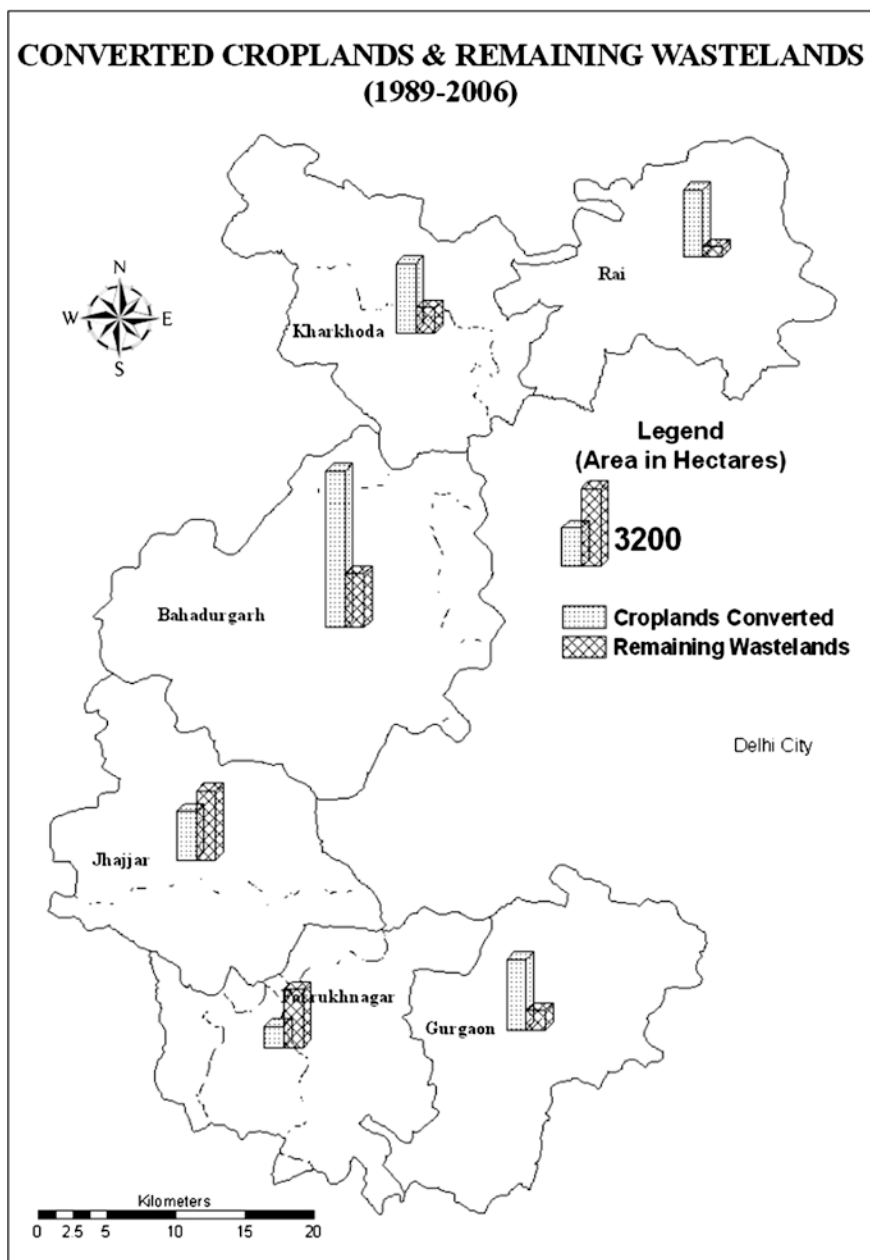 CONVERTED CROPLANDS & REMAINING WASTELANDS
(1989-2006)
N
W E
S
Rai
Kharkhoda
Legend
(Area in Hectares)
3200
Croplands Converted
Remaining Wastelands
Bahadurgarh
Delhi City
Jhajjar
Farrukhnagar
Gurgaon
Kilometers
0 2.5 5 10 15 20